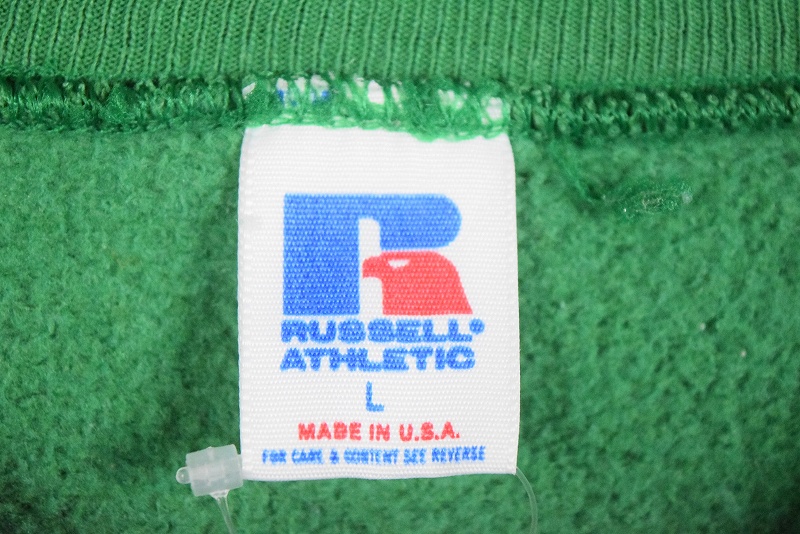 RUSSELL®
ATHLETIC
L
MADE IN U.S.A.
FOR CARE & CONTENT SEE REVERSE